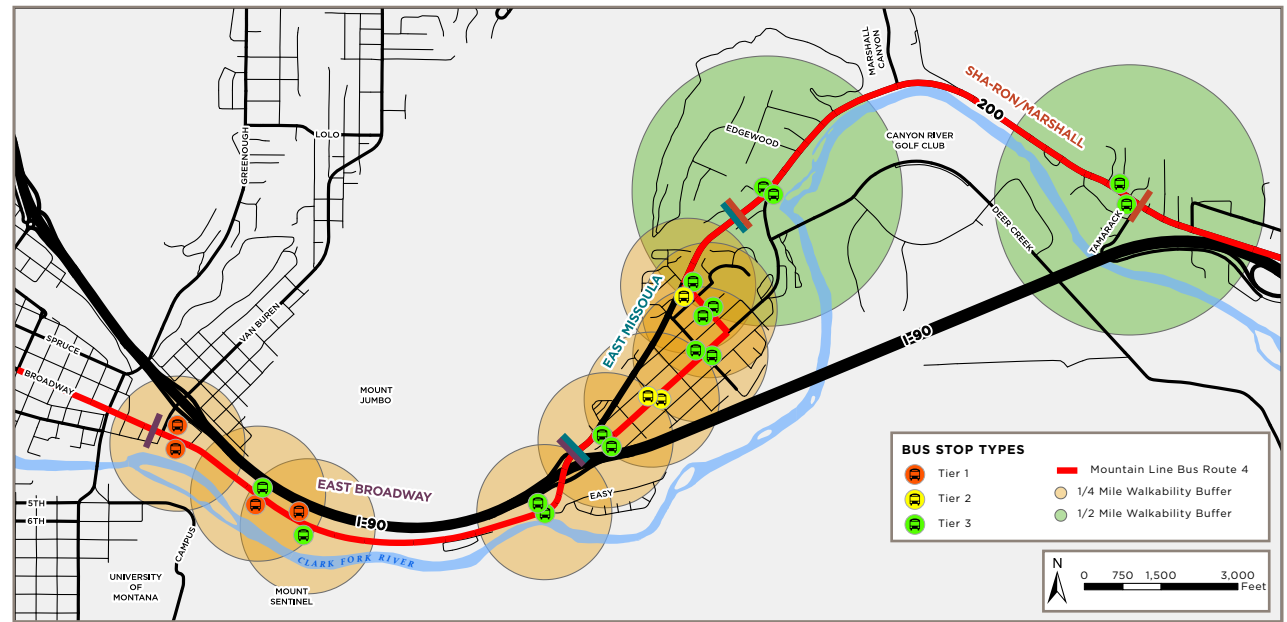 MARSHALL
CANYON
SHA-RON/MARSHALL
200
LOLO
GREENOUGH
EDGEWOOD
CANYON RIVER
GOLF CLUB
DEER CREEK
TAMARACK
EAST MISSOULA
VAN BUREN
SPRUCE
BROADWAY
I-90
MOUNT
JUMBO
EAST BROADWAY
I-90
EASY
5TH
6TH
CAMPUS
CLARK FORK RIVER
UNIVERSITY
OF
MONTANA
MOUNT
SENTINEL
BUS STOP TYPES
Tier 1
Tier 2
Tier 3
Mountain Line Bus Route 4
1/4 Mile Walkability Buffer
1/2 Mile Walkability Buffer
N
0 750 1,500 3,000
Feet